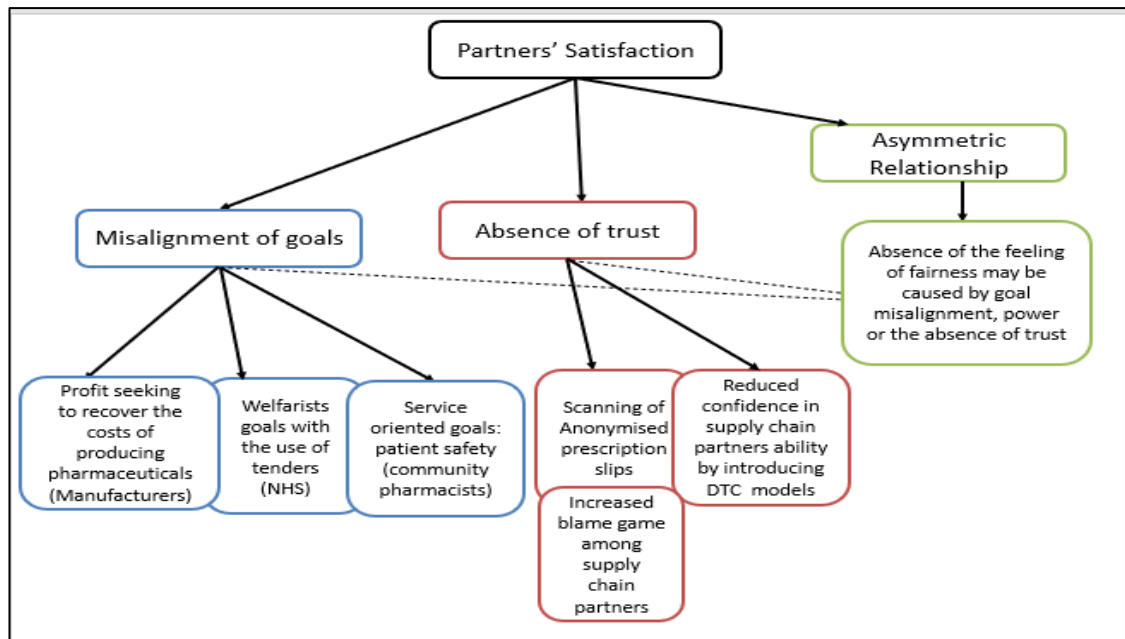 Partners’ Satisfaction
Asymmetric
Relationship
Misalignment of goals
Absence of trust
Absence of the feeling
of fairness may be
caused by goal
misalignment, power
or the absence of trust
Profit seeking
to recover the
costs of
producing
pharmaceuticals
(Manufacturers)
Welfarists
goals with
the use of
tenders
(NHS)
Service
oriented goals:
patient safety
(community
pharmacists)
Scanning of
Anonymised
prescription
slips
Reduced
confidence in
supply chain
partners ability
by introducing
DTC models
Increased
blame game
among
supply
chain
partners